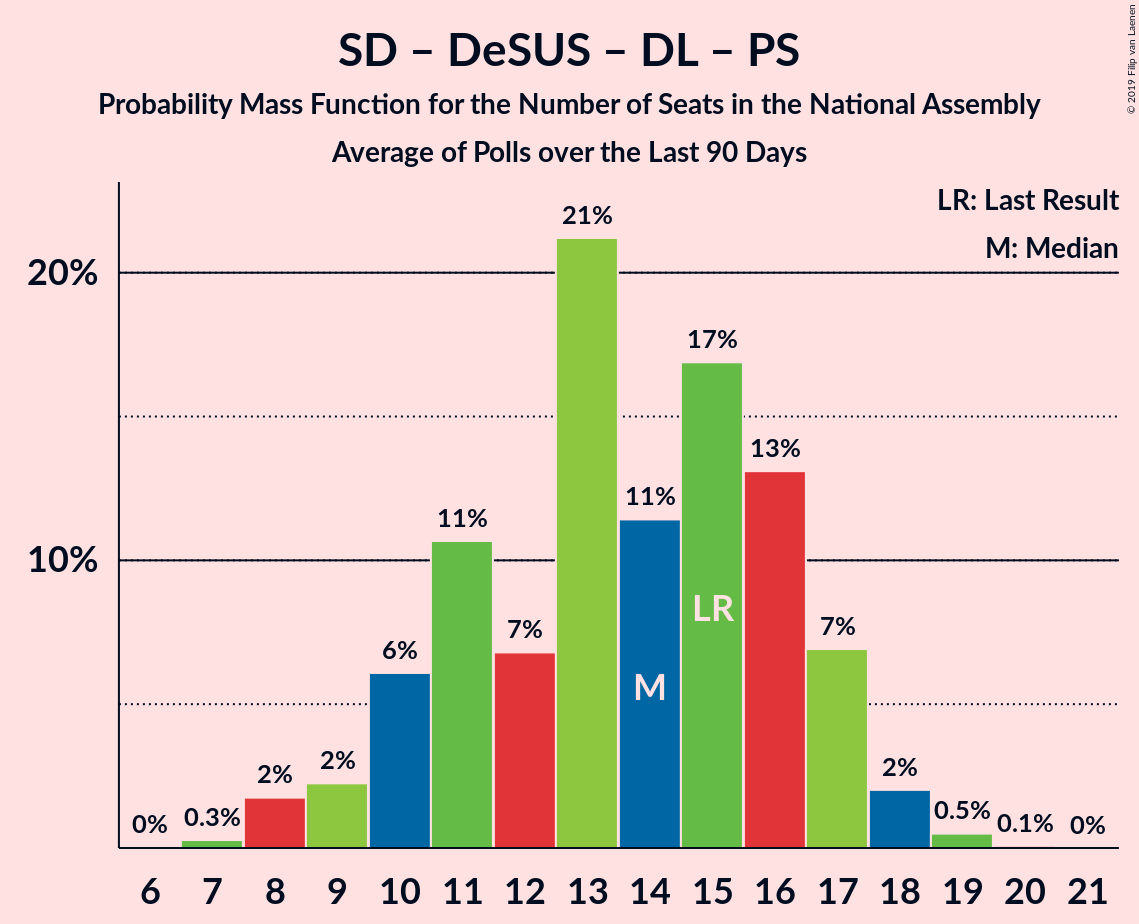 SD – DeSUS – DL – PS
Probability Mass Function for the Number of Seats in the National Assembly
Average of Polls over the Last 90 Days
© 2019 Filip van Laenen
LR: Last Result
M: Median
20%
10%
0%
0.3%
2%
2%
6%
11%
7%
21%
11%
17%
13%
7%
2%
0.5%
0.1%
0%
M
LR
6 7 8 9 10 11 12 13 14 15 16 17 18 19 20 21